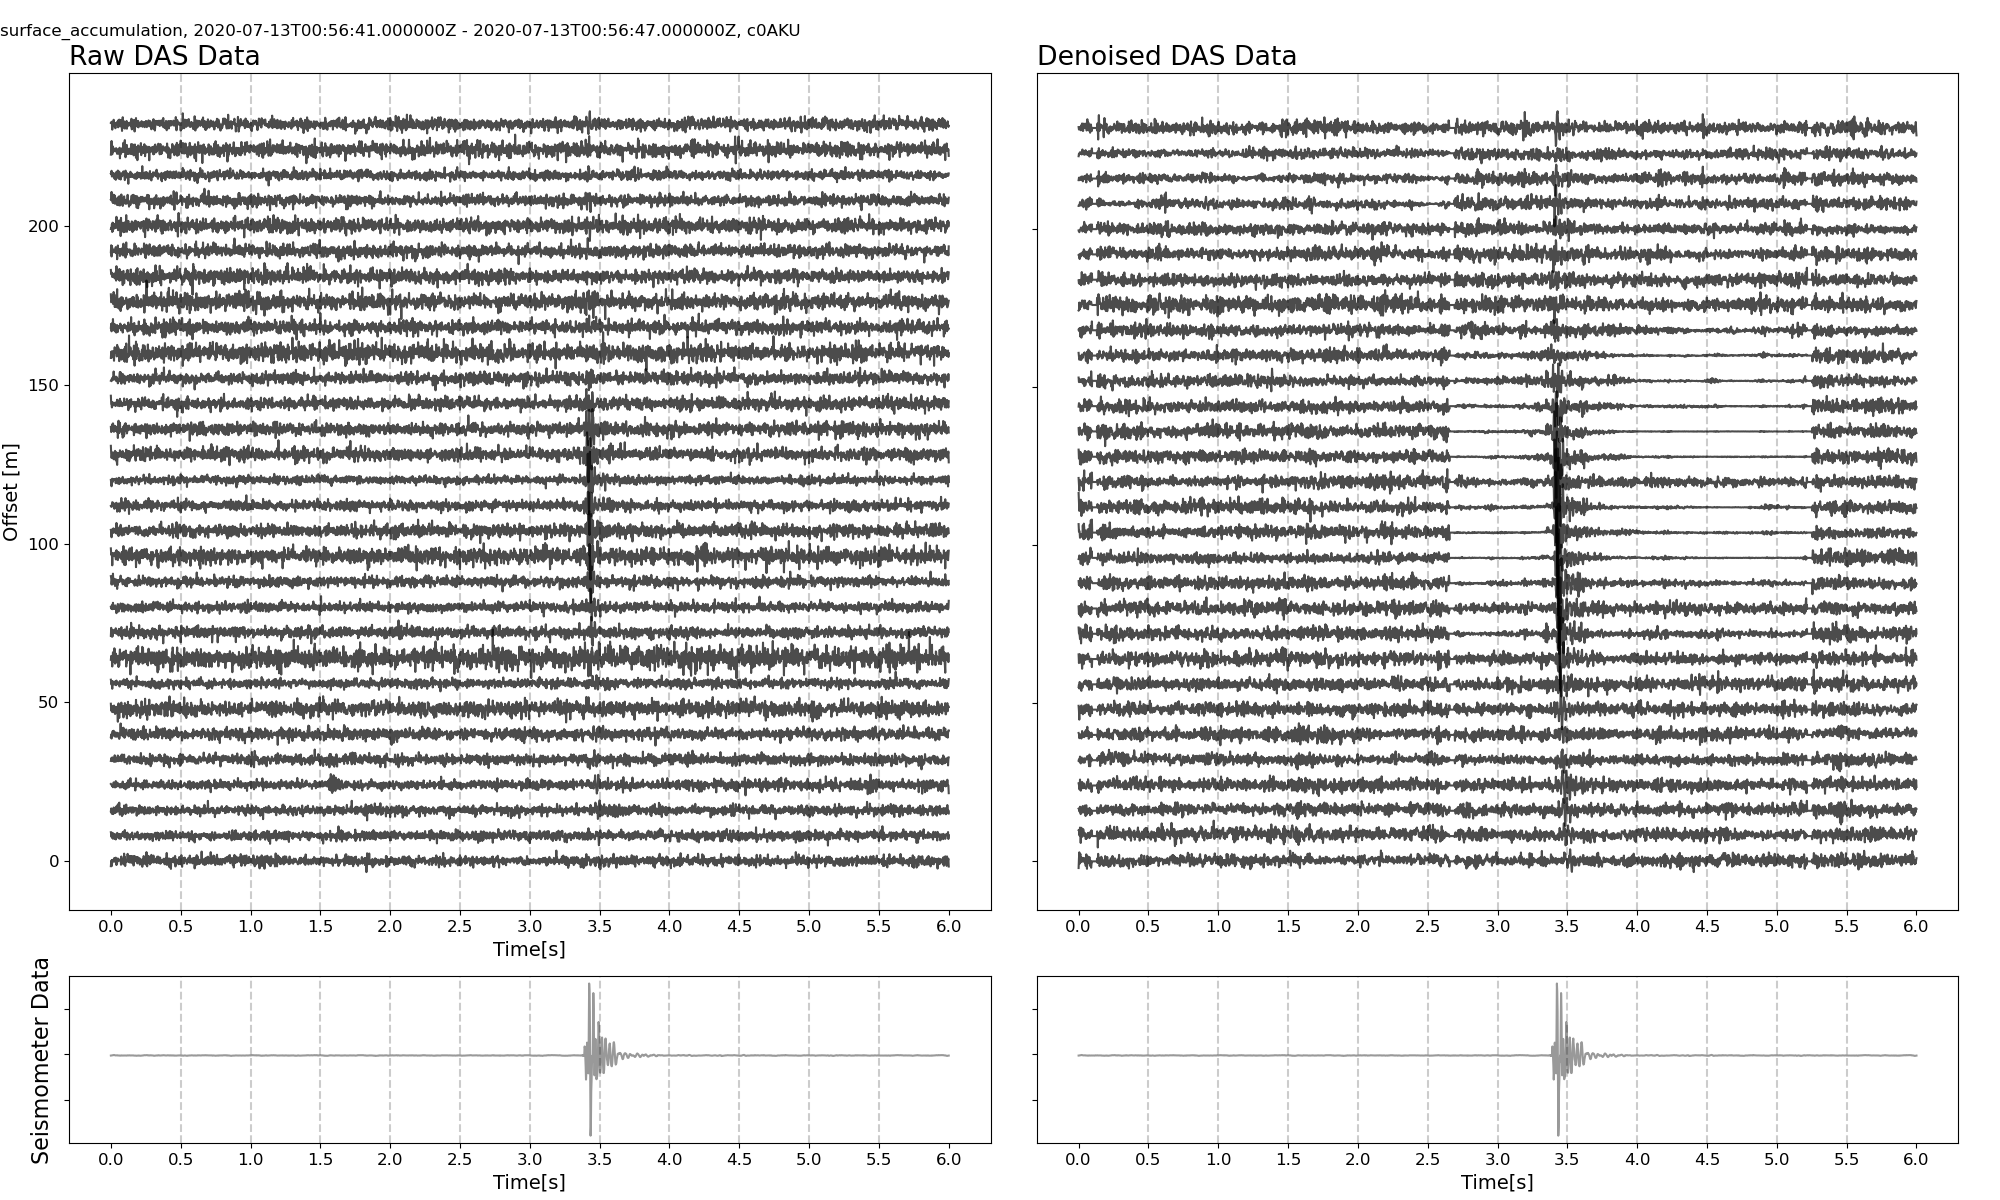 surface_accumulation, 2020-07-13T00:56:41.000000Z - 2020-07-13T00:56:47.000000Z, c0AKU
Raw DAS Data
Denoised DAS Data
Offset [m]
200
150
100
50
0
0.0 0.5 1.0 1.5 2.0 2.5 3.0 3.5 4.0 4.5 5.0 5.5 6.0
Time[s]
0.0 0.5 1.0 1.5 2.0 2.5 3.0 3.5 4.0 4.5 5.0 5.5 6.0
Seismometer Data
0.0 0.5 1.0 1.5 2.0 2.5 3.0 3.5 4.0 4.5 5.0 5.5 6.0
Time[s]
0.0 0.5 1.0 1.5 2.0 2.5 3.0 3.5 4.0 4.5 5.0 5.5 6.0
Time[s]